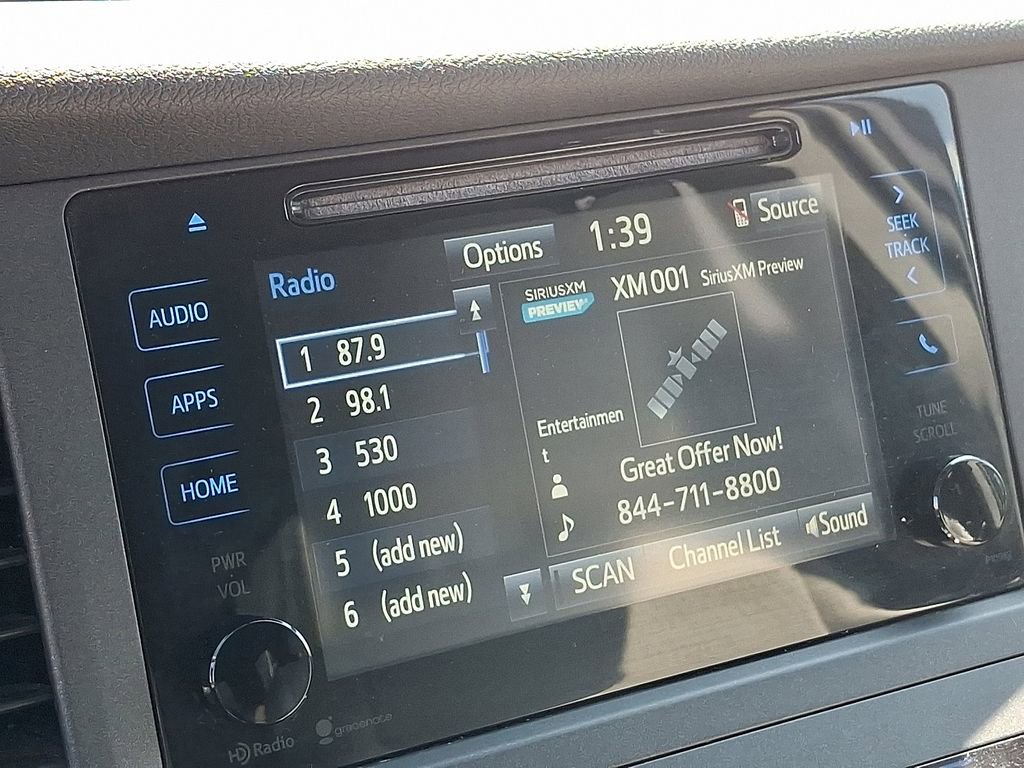 SEEK
TRACK
Options
1:39
Source
Radio
AUDIO
SIRIUSXM
PREVIEW
XM001 SiriusXM Preview
1 87.9
2 98.1
APPS
3 530
Entertainmen
t
TUNE
SCROLL
HOME
4 1000
Great Offer Now!
844-711-8800
5 (add new)
6 (add new)
SCAN
Channel List
Sound
PWR
VOL
HD Radio
gracenote